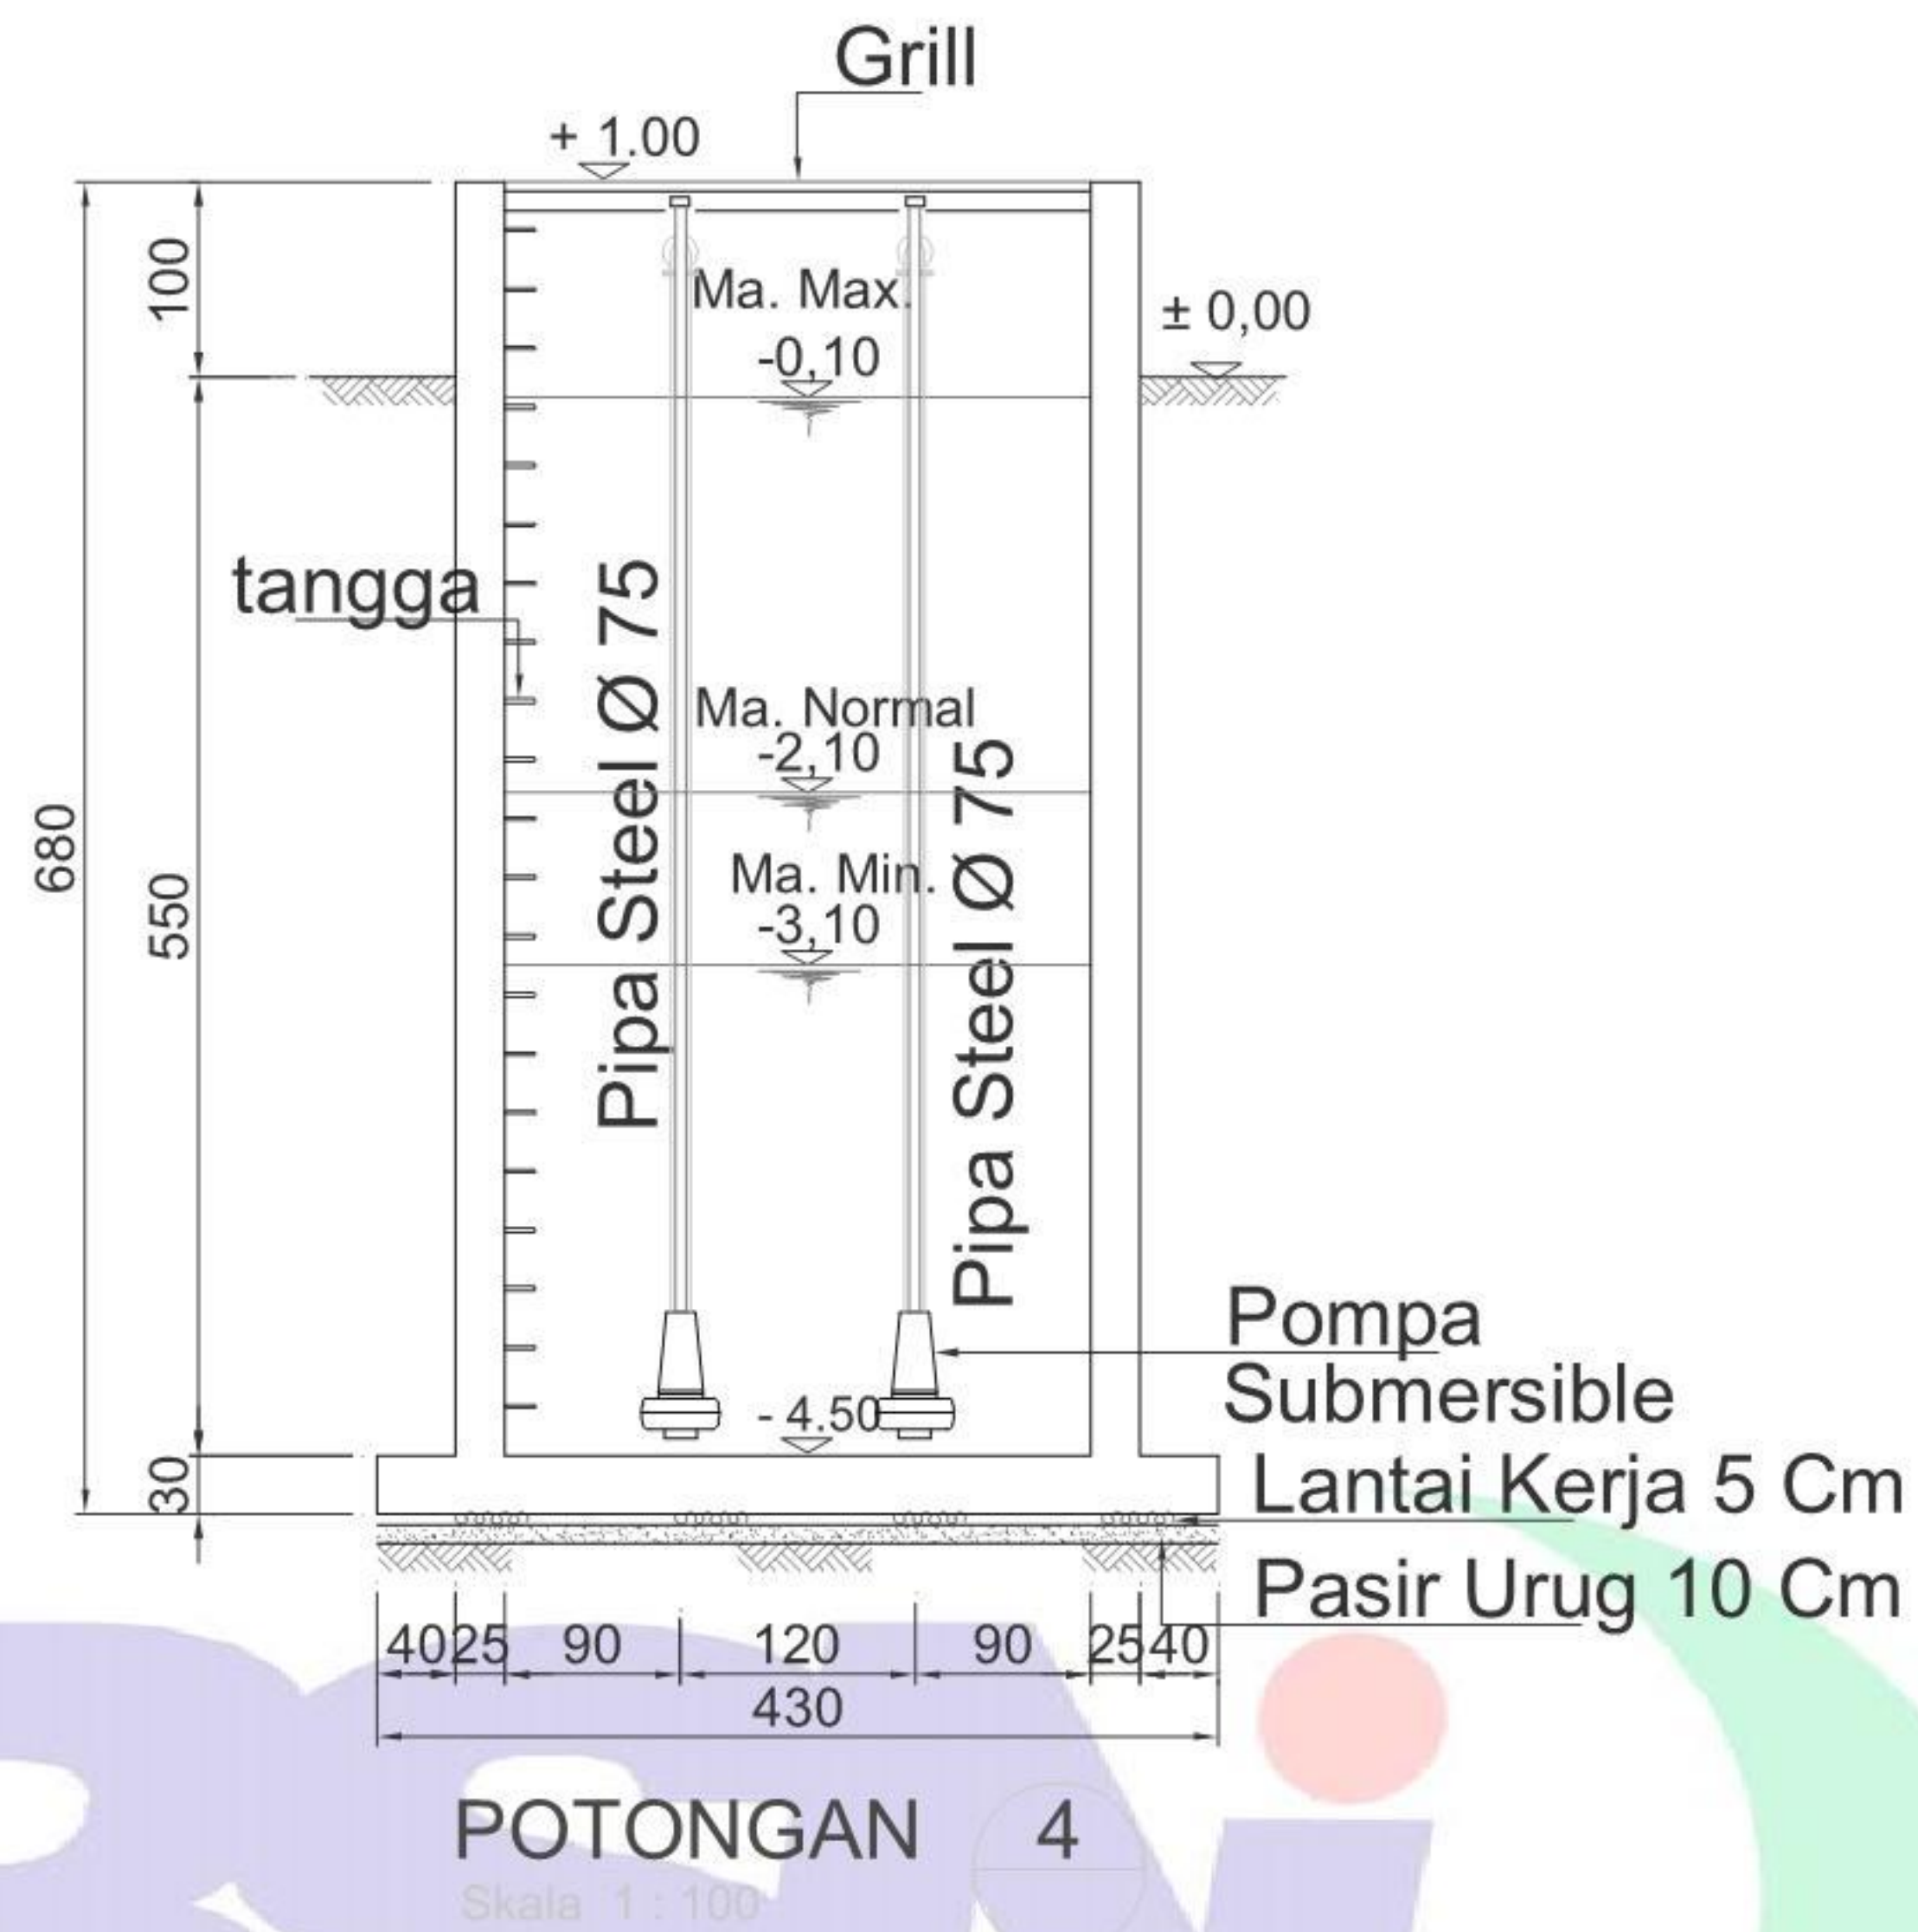 Grill
+ 1.00
100
Ma. Max.
-0,10
± 0,00
tangga
Pipa Steel Ø 75
Ma. Normal
-2,10
680
550
Ma. Min.
-3,10
Pipa Steel Ø 75
Pompa
Submersible
- 4.50
30
Lantai Kerja 5 Cm
Pasir Urug 10 Cm
40 25 90 120 90 25 40
430
POTONGAN 4
Skala 1 : 100